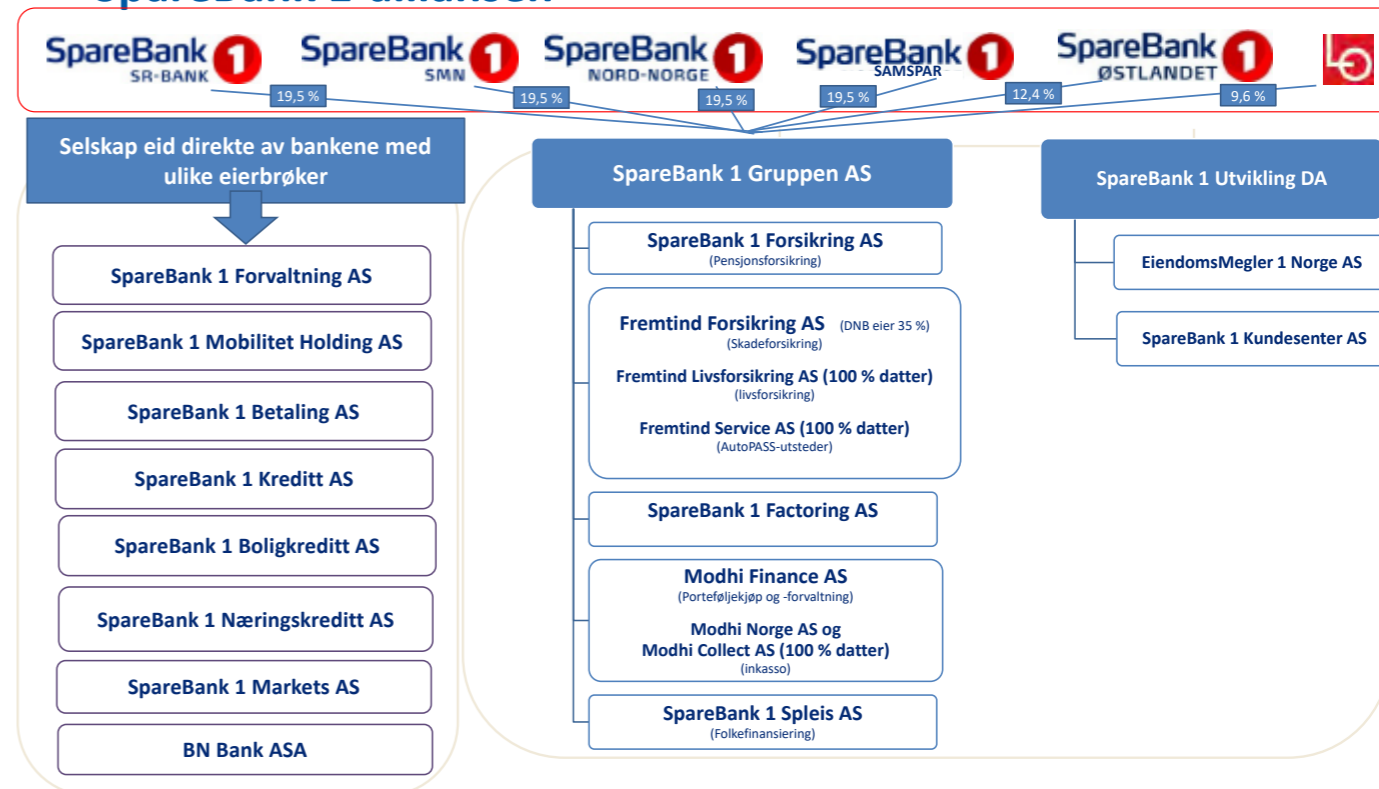 SpareBank 1-alliansen
SpareBank 1
SR-BANK
SpareBank 1
SMN
SpareBank 1
NORD-NORGE
SpareBank 1
SAMSPAR
SpareBank 1
ØSTLANDET
LO
19,5 %
19,5 %
19,5 %
19,5 %
12,4 %
9,6 %
Selskap eid direkte av bankene med
ulike eierbrøker
SpareBank 1 Forvaltning AS
SpareBank 1 Mobilitet Holding AS
SpareBank 1 Betaling AS
SpareBank 1 Kreditt AS
SpareBank 1 Boligkreditt AS
SpareBank 1 Næringskreditt AS
SpareBank 1 Markets AS
BN Bank ASA
SpareBank 1 Gruppen AS
SpareBank 1 Forsikring AS
(Pensjonsforsikring)
Fremtind Forsikring AS (DNB eier 35 %)
(Skadeforsikring)
Fremtind Livsforsikring AS (100 % datter)
(livsforsikring)
Fremtind Service AS (100 % datter)
(AutoPASS-utsteder)
SpareBank 1 Factoring AS
Modhi Finance AS
(Porteføljekjøp og -forvaltning)
Modhi Norge AS og
Modhi Collect AS (100 % datter)
(inkasso)
SpareBank 1 Spleis AS
(Folkefinansiering)
SpareBank 1 Utvikling DA
EiendomsMegler 1 Norge AS
SpareBank 1 Kundesenter AS